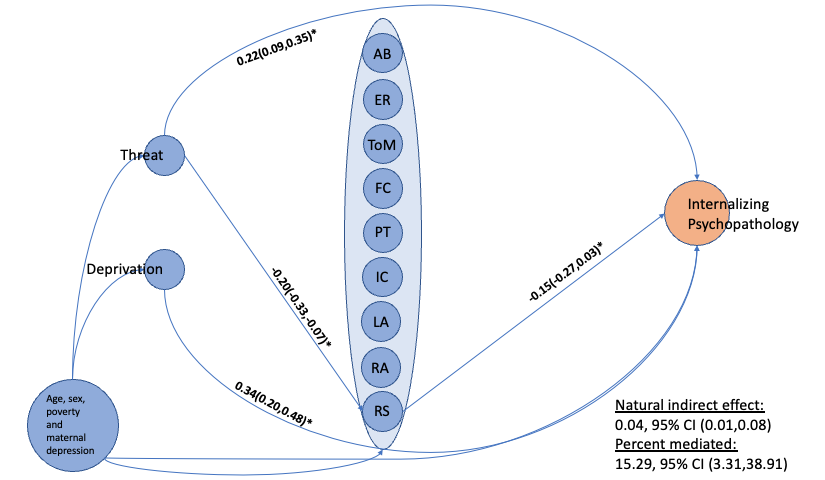 0.22(0.09,0.35)*
AB
ER
ToM
Threat
FC
Internalizing
Psychopathology
PT
Deprivation
IC
-0.20(-0.33,-0.07)*
-0.15(-0.27,0.03)*
LA
RA
0.34(0.20,0.48)*
RS
Age, sex,
poverty
and
maternal
depression
Natural indirect effect:
0.04, 95% CI (0.01,0.08)
Percent mediated:
15.29, 95% CI (3.31,38.91)